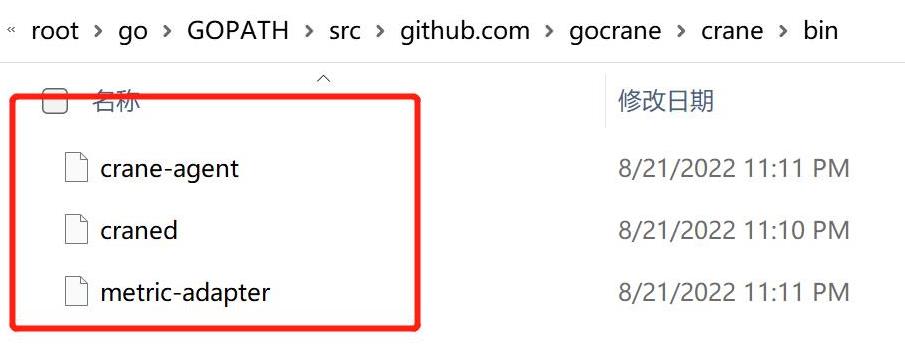 « root > go > GOPATH > src > github.com > gocrane > crane > bin
名称 修改日期
crane-agent 8/21/2022 11:11 PM
craned 8/21/2022 11:10 PM
metric-adapter 8/21/2022 11:11 PM